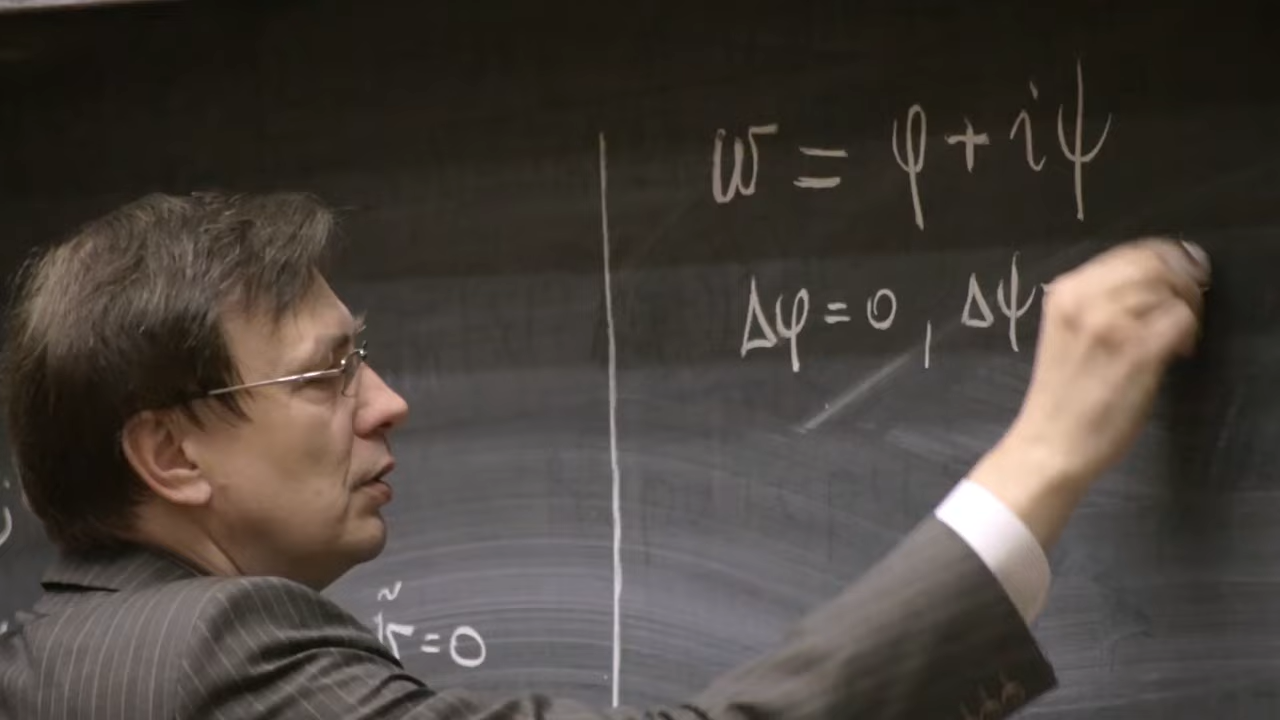 w = φ + iψ
Δφ = 0 , Δψ
= 0